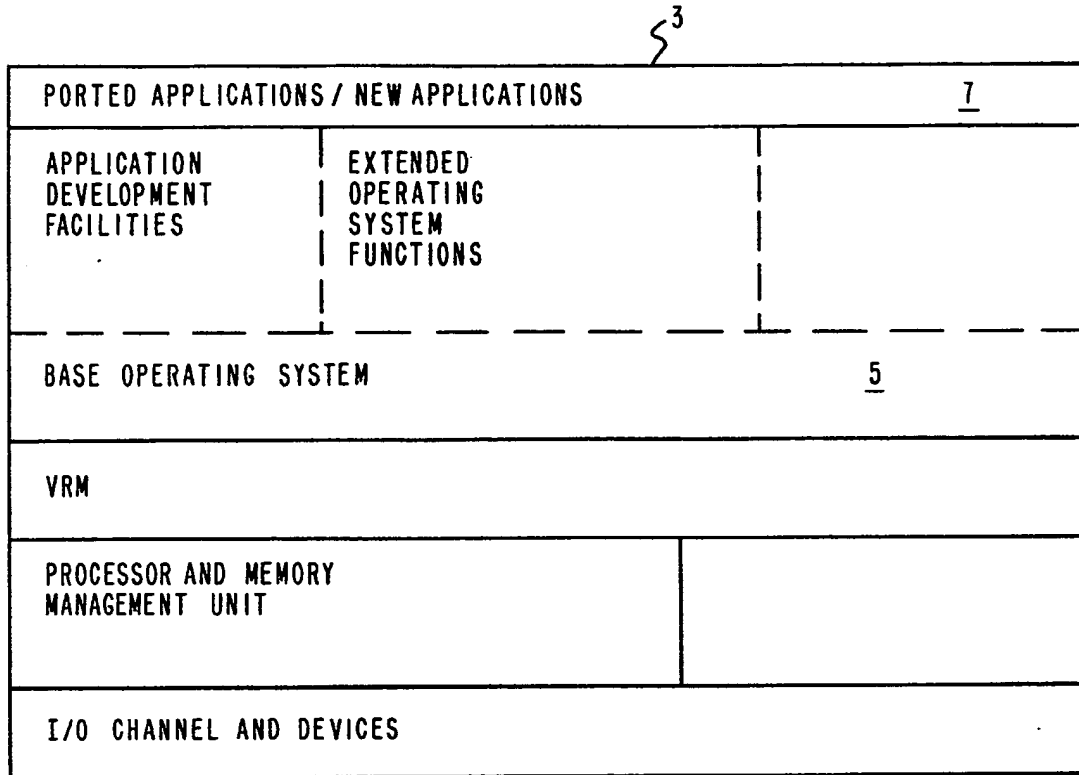 3
PORTED APPLICATIONS / NEW APPLICATIONS 7
APPLICATION
DEVELOPMENT
FACILITIES
EXTENDED
OPERATING
SYSTEM
FUNCTIONS
BASE OPERATING SYSTEM 5
VRM
PROCESSOR AND MEMORY
MANAGEMENT UNIT
I/O CHANNEL AND DEVICES